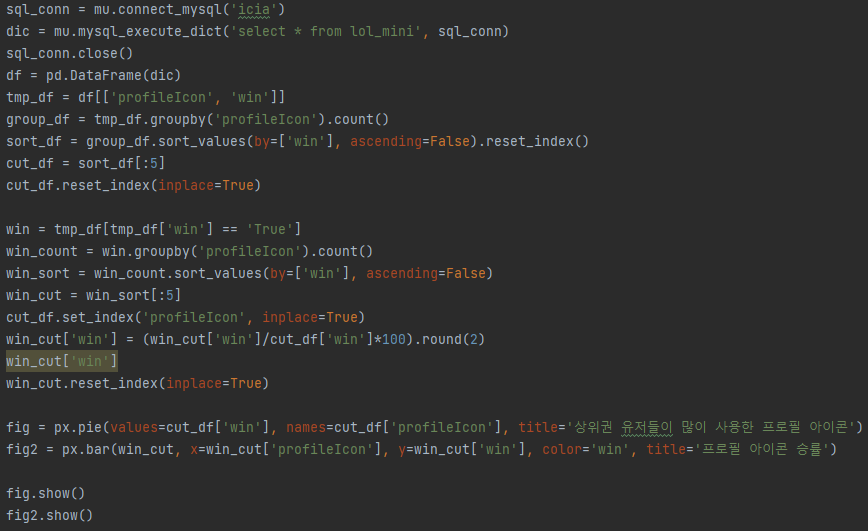 sql_conn = mu.connect_mysql('icia')
dic = mu.mysql_execute_dict('select * from lol_mini', sql_conn)
sql_conn.close()
df = pd.DataFrame(dic)
tmp_df = df[['profileIcon', 'win']]
group_df = tmp_df.groupby('profileIcon').count()
sort_df = group_df.sort_values(by=['win'], ascending=False).reset_index()
cut_df = sort_df[:5]
cut_df.reset_index(inplace=True)
win = tmp_df[tmp_df['win'] == 'True']
win_count = win.groupby('profileIcon').count()
win_sort = win_count.sort_values(by=['win'], ascending=False)
win_cut = win_sort[:5]
cut_df.set_index('profileIcon', inplace=True)
win_cut['win'] = (win_cut['win']/cut_df['win']*100).round(2)
win_cut['win']
win_cut.reset_index(inplace=True)
fig = px.pie(values=cut_df['win'], names=cut_df['profileIcon'], title='상위권 유저들이 많이 사용한 프로필 아이콘')
fig2 = px.bar(win_cut, x=win_cut['profileIcon'], y=win_cut['win'], color='win', title='프로필 아이콘 승률')
fig.show()
fig2.show()